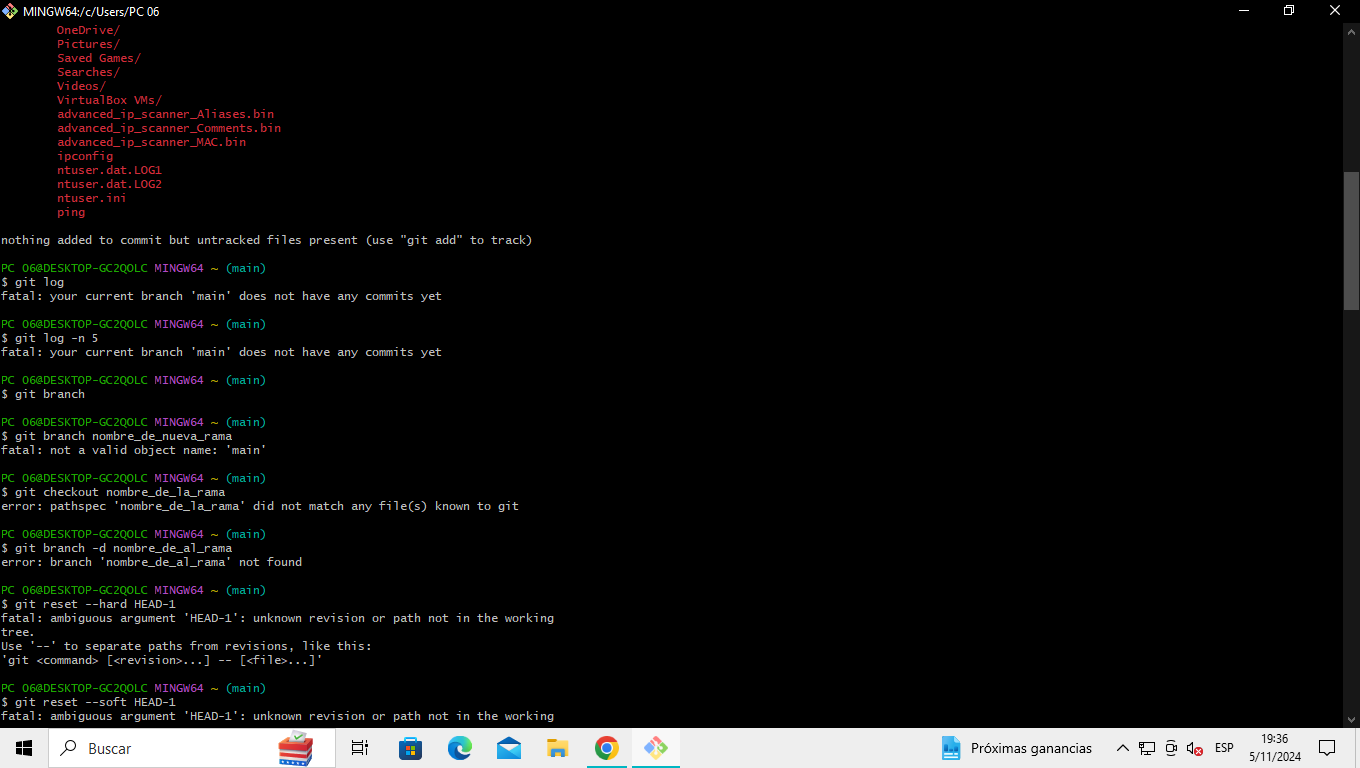 MINGW64:/c/Users/PC 06
OneDrive/
Pictures/
Saved Games/
Searches/
Videos/
VirtualBox VMs/
advanced_ip_scanner_Aliases.bin
advanced_ip_scanner_Comments.bin
advanced_ip_scanner_MAC.bin
ipconfig
ntuser.dat.LOG1
ntuser.dat.LOG2
ntuser.ini
ping
nothing added to commit but untracked files present (use "git add" to track)
PC 06@DESKTOP-GC2QOLC MINGW64 ~ (main)
$ git log
fatal: your current branch 'main' does not have any commits yet
PC 06@DESKTOP-GC2QOLC MINGW64 ~ (main)
$ git log -n 5
fatal: your current branch 'main' does not have any commits yet
PC 06@DESKTOP-GC2QOLC MINGW64 ~ (main)
$ git branch
PC 06@DESKTOP-GC2QOLC MINGW64 ~ (main)
$ git branch nombre_de_nueva_rama
fatal: not a valid object name: 'main'
PC 06@DESKTOP-GC2QOLC MINGW64 ~ (main)
$ git checkout nombre_de_la_rama
error: pathspec 'nombre_de_la_rama' did not match any file(s) known to git
PC 06@DESKTOP-GC2QOLC MINGW64 ~ (main)
$ git branch -d nombre_de_al_rama
error: branch 'nombre_de_al_rama' not found
PC 06@DESKTOP-GC2QOLC MINGW64 ~ (main)
$ git reset --hard HEAD-1
fatal: ambiguous argument 'HEAD-1': unknown revision or path not in the working
tree.
Use '--' to separate paths from revisions, like this:
'git <command> [<revision>...] -- [<file>...]'
PC 06@DESKTOP-GC2QOLC MINGW64 ~ (main)
$ git reset --soft HEAD-1
fatal: ambiguous argument 'HEAD-1': unknown revision or path not in the working
Buscar
Próximas ganancias
ESP
19:36
5/11/2024